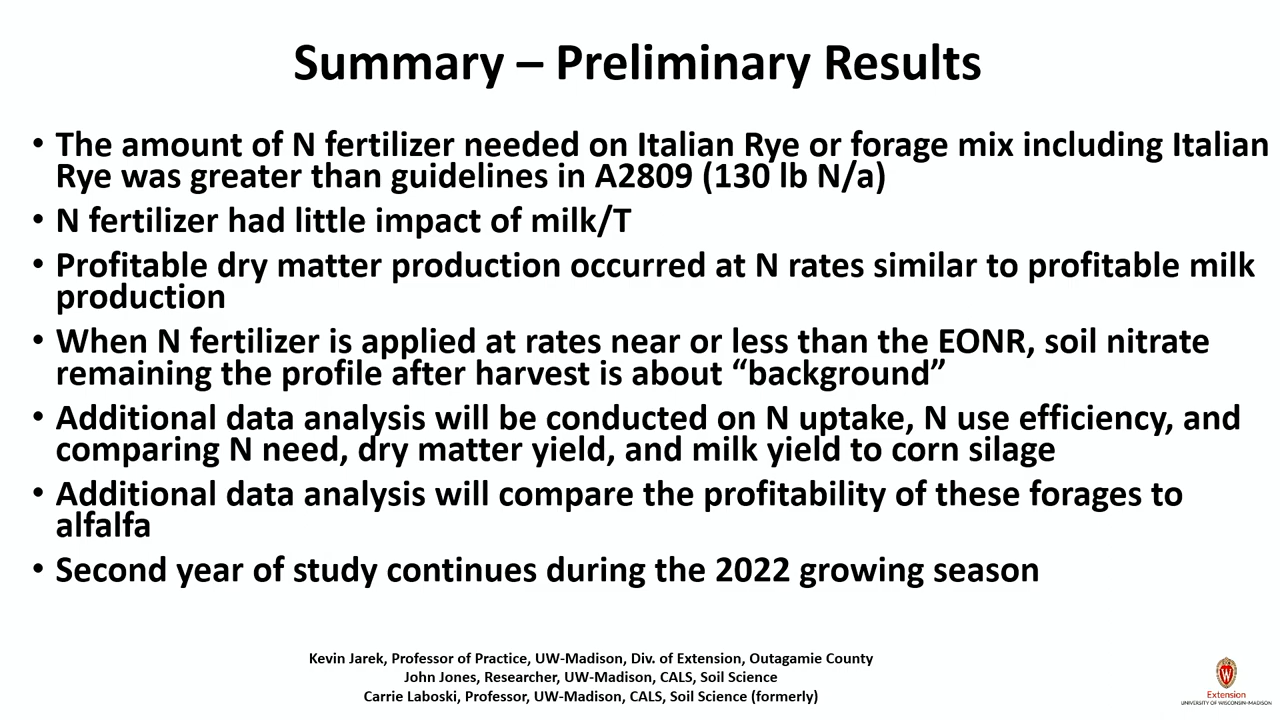 Summary – Preliminary Results
• The amount of N fertilizer needed on Italian Rye or forage mix including Italian
Rye was greater than guidelines in A2809 (130 lb N/a)
• N fertilizer had little impact of milk/T
• Profitable dry matter production occurred at N rates similar to profitable milk
production
• When N fertilizer is applied at rates near or less than the EONR, soil nitrate
remaining the profile after harvest is about “background”
• Additional data analysis will be conducted on N uptake, N use efficiency, and
comparing N need, dry matter yield, and milk yield to corn silage
• Additional data analysis will compare the profitability of these forages to
alfalfa
• Second year of study continues during the 2022 growing season
Kevin Jarek, Professor of Practice, UW-Madison, Div. of Extension, Outagamie County
John Jones, Researcher, UW-Madison, CALS, Soil Science
Carrie Laboski, Professor, UW-Madison, CALS, Soil Science (formerly)
Extension
UNIVERSITY OF WISCONSIN-MADISON